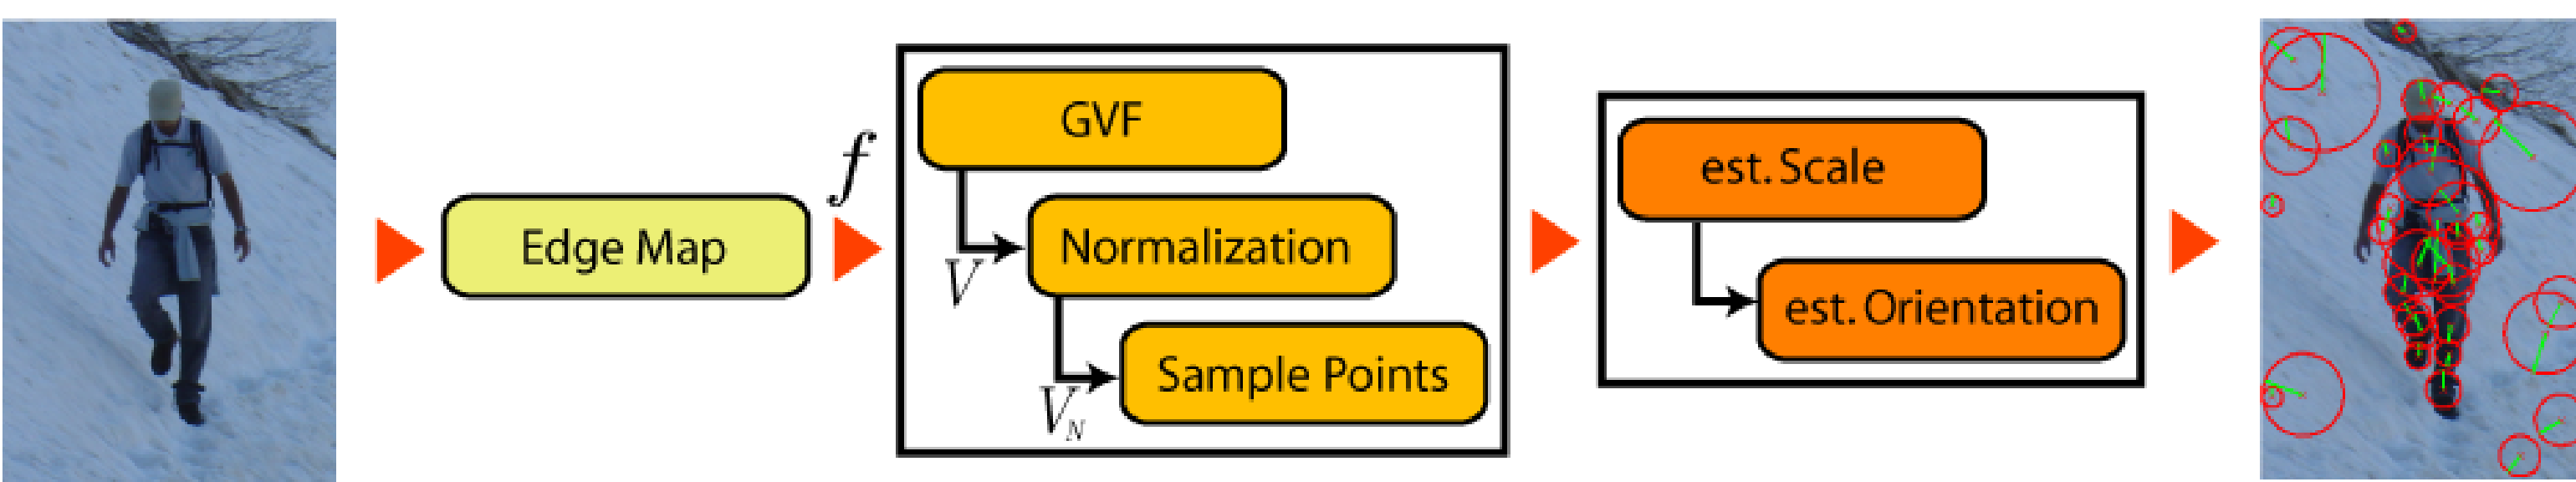 Edge Map
f
GVF
V
Normalization
V_N
Sample Points
est. Scale
est. Orientation